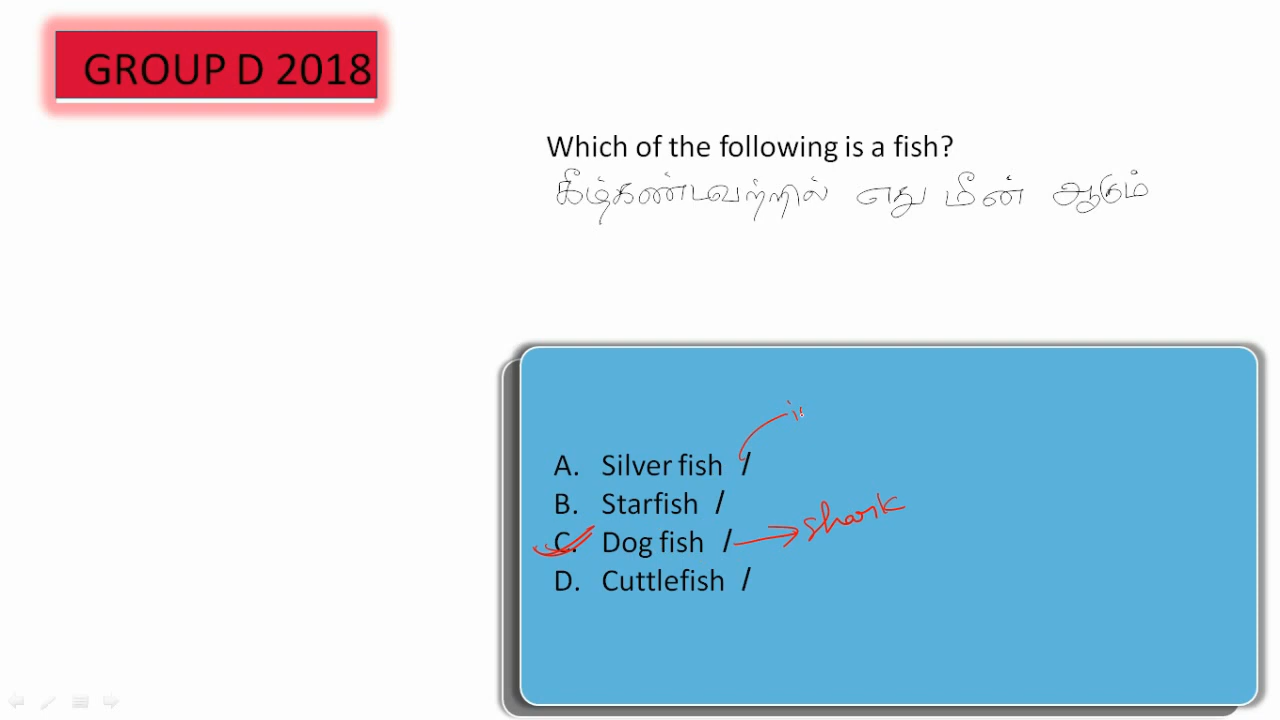 GROUP D 2018
Which of the following is a fish?
கீழ்கண்டவற்றில் எது மீன் ஆகும்
A. Silver fish /
B. Starfish /
C. Dog fish / → shark
D. Cuttlefish /